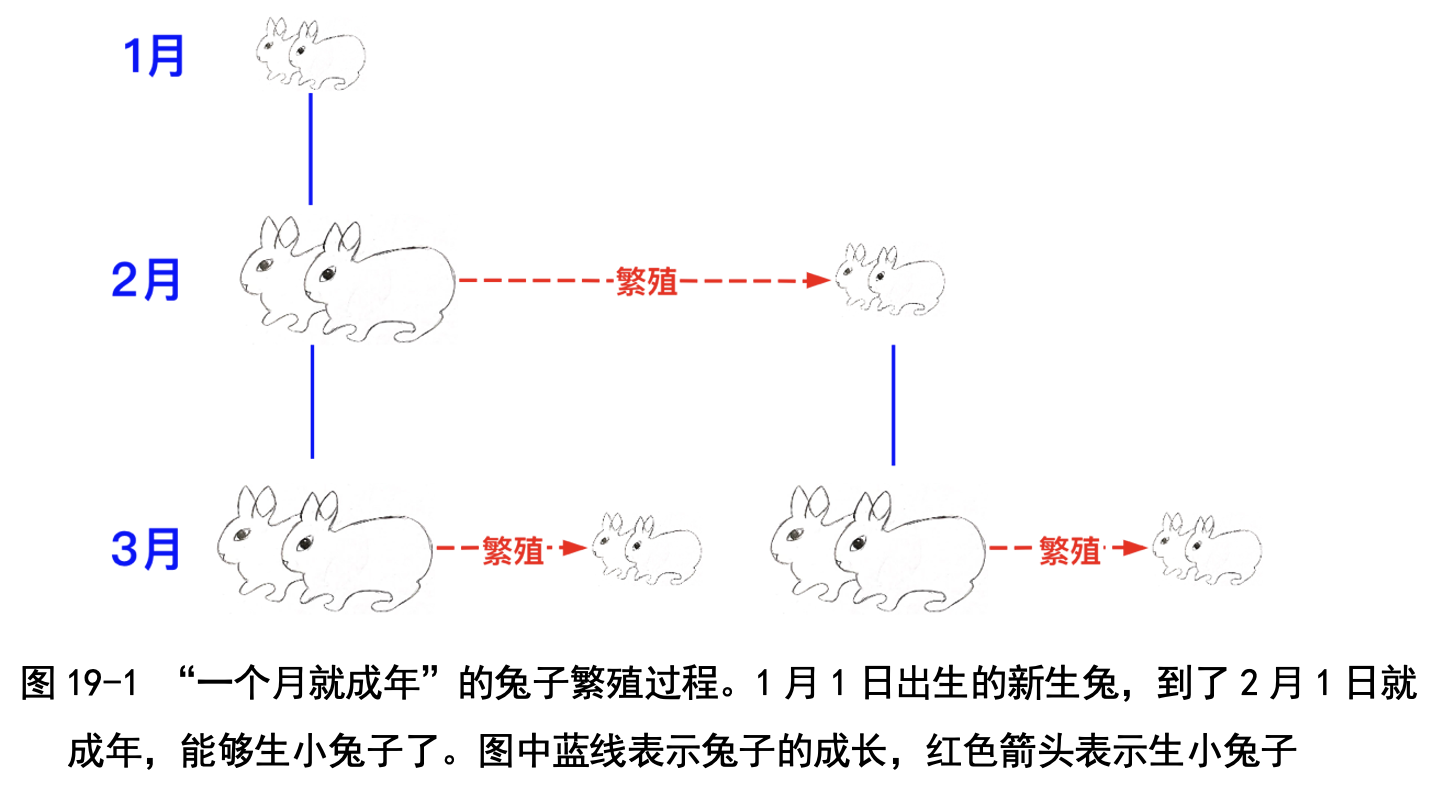 1月
2月
繁殖
3月
繁殖
繁殖
图 19-1 “一个月就成年”的兔子繁殖过程。1 月 1 日出生的新生兔，到了 2 月 1 日就
成年，能够生小兔子了。图中蓝线表示兔子的成长，红色箭头表示生小兔子